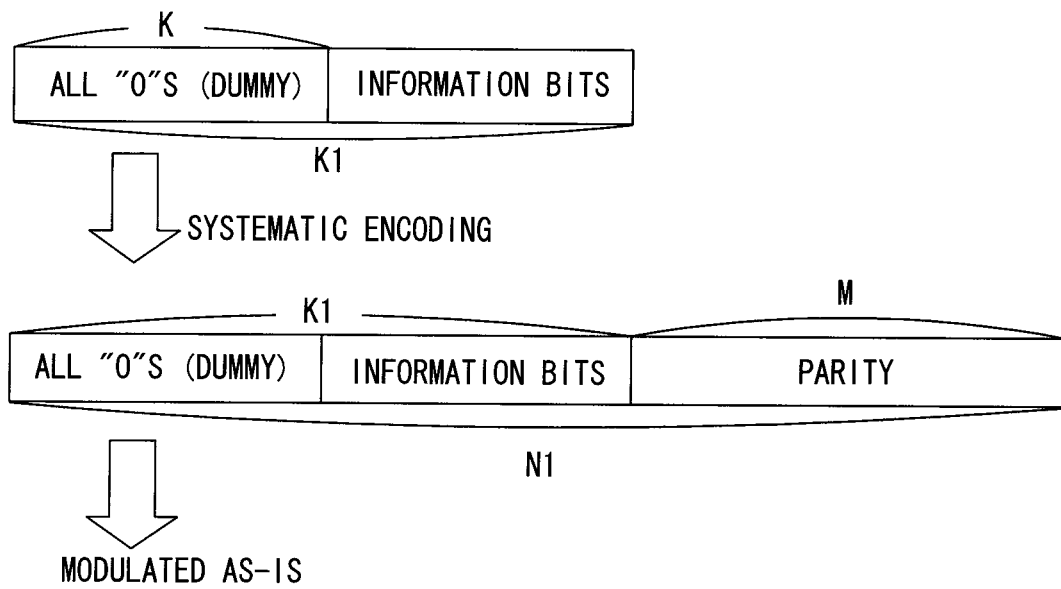 K
ALL "0"S (DUMMY) INFORMATION BITS
K1
SYSTEMATIC ENCODING
K1 M
ALL "0"S (DUMMY) INFORMATION BITS PARITY
N1
MODULATED AS-IS